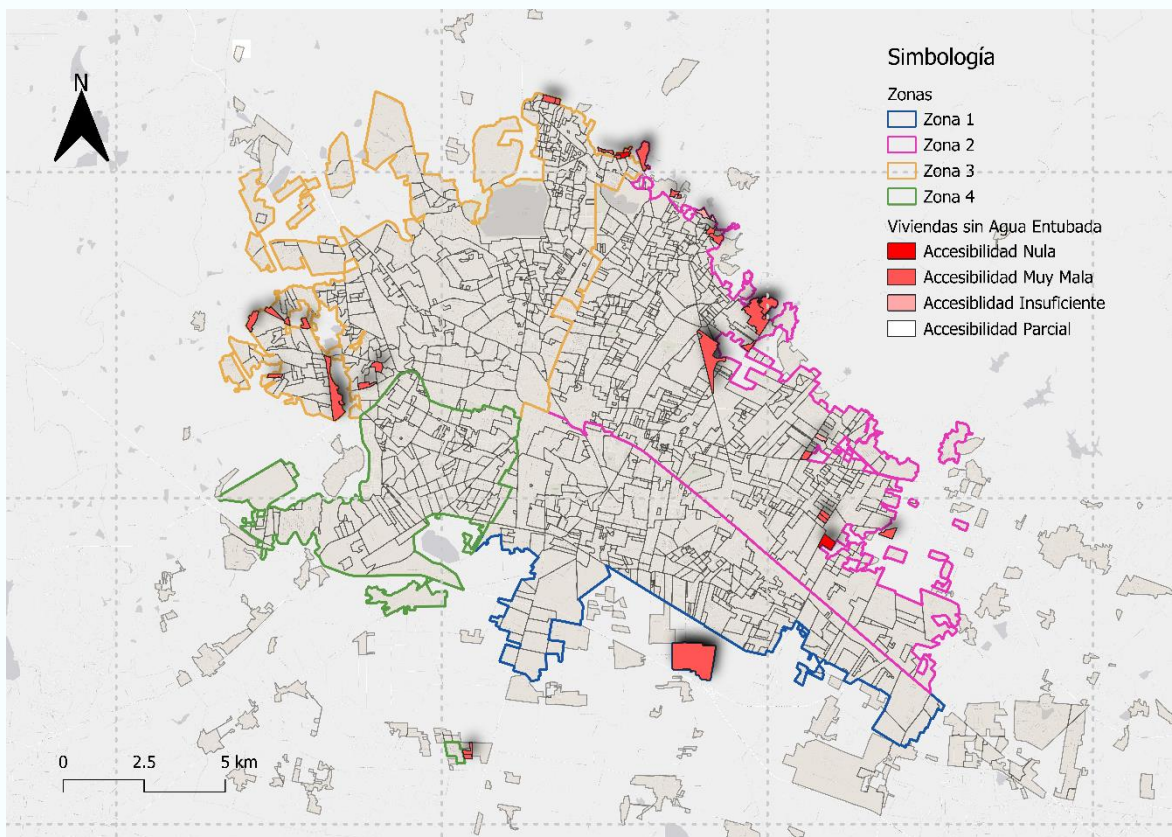 Simbología
Zonas
Zona 1
Zona 2
Zona 3
Zona 4
Viviendas sin Agua Entubada
Accesibilidad Nula
Accesibilidad Muy Mala
Accesiblidad Insuficiente
Accesibilidad Parcial
N
0 2.5 5 km